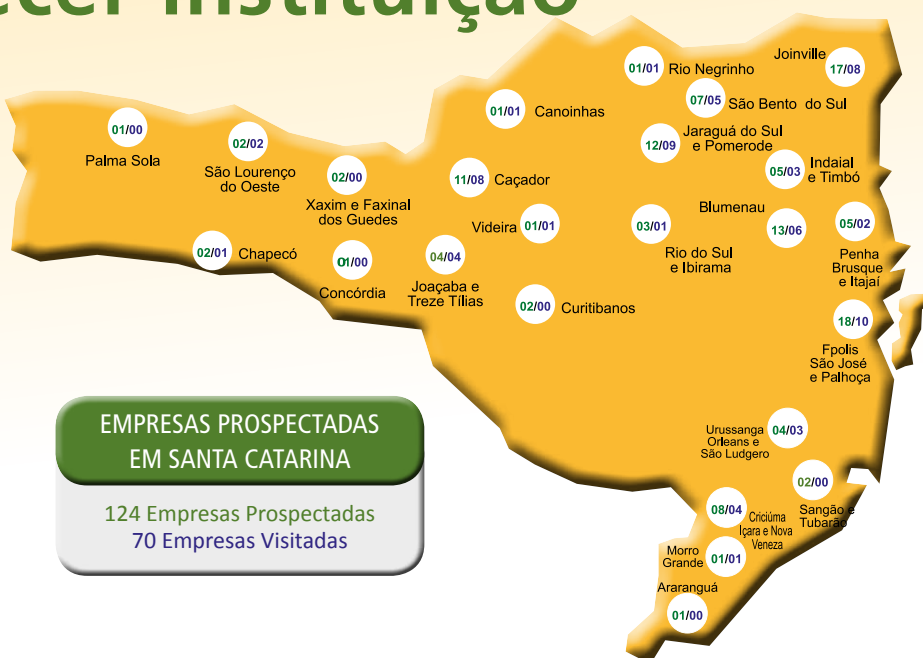 ecer instituição
Joinville
17/08
01/01 Rio Negrinho
07/05 São Bento do Sul
01/01 Canoinhas
01/00
Palma Sola
02/02
São Lourenço
do Oeste
12/09
Jaraguá do Sul
e Pomerode
02/00
Xaxim e Faxinal
dos Guedes
11/08 Caçador
05/03
Indaial
e Timbó
Videira 01/01
03/01
Rio do Sul
e Ibirama
Blumenau
13/06
05/02
Penha
Brusque
e Itajaí
02/01 Chapecó
01/00
Concórdia
04/04
Joaçaba e
Treze Tílias
02/00 Curitibanos
18/10
Fpolis
São José
e Palhoça
EMPRESAS PROSPECTADAS
EM SANTA CATARINA
124 Empresas Prospectadas
70 Empresas Visitadas
Urussanga
Orleans e
São Ludgero
04/03
02/00
Sangão e
Tubarão
08/04
Criciúma
Içara e Nova
Veneza
Morro
Grande
01/01
Araranguá
01/00